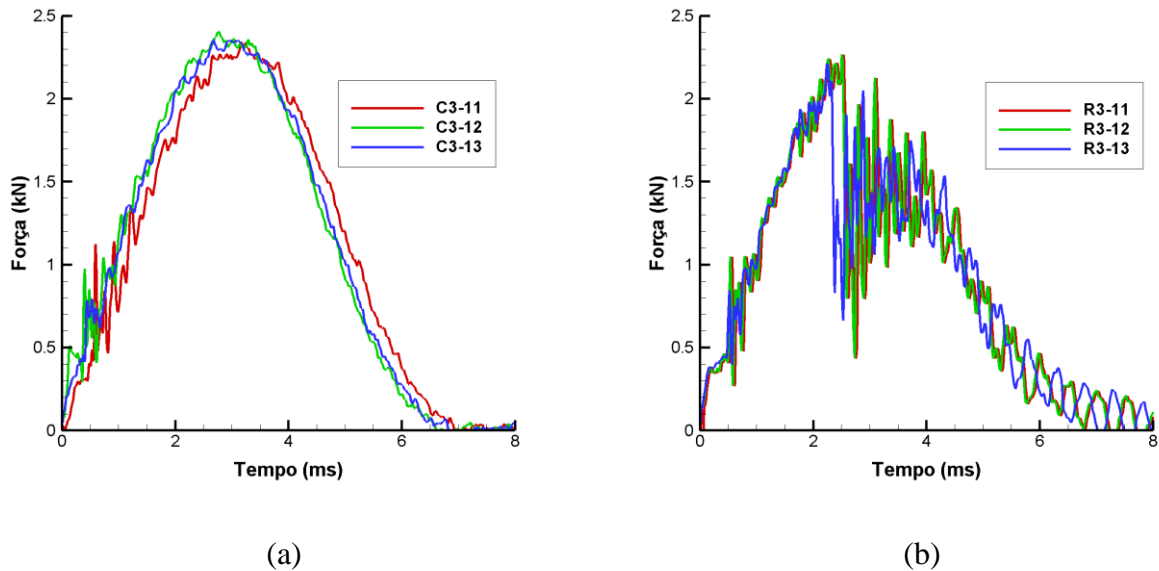 2.5
2
1.5
1
0.5
0
0 2 4 6 8
Força (kN)
Tempo (ms)
C3-11
C3-12
C3-13
(a)
2.5
2
1.5
1
0.5
0
0 2 4 6 8
Força (kN)
Tempo (ms)
R3-11
R3-12
R3-13
(b)